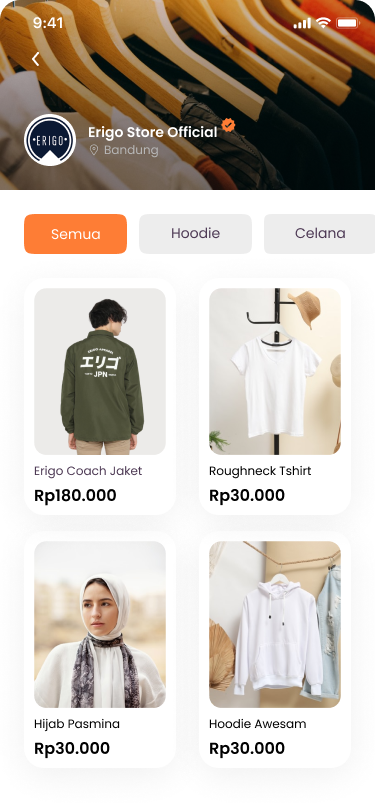 9:41
ERIGO
Erigo Store Official
Bandung
Semua
Hoodie
Celana
エリゴ
JPN
Erigo Coach Jaket
Rp180.000
Roughneck Tshirt
Rp30.000
Hijab Pasmina
Rp30.000
Hoodie Awesam
Rp30.000